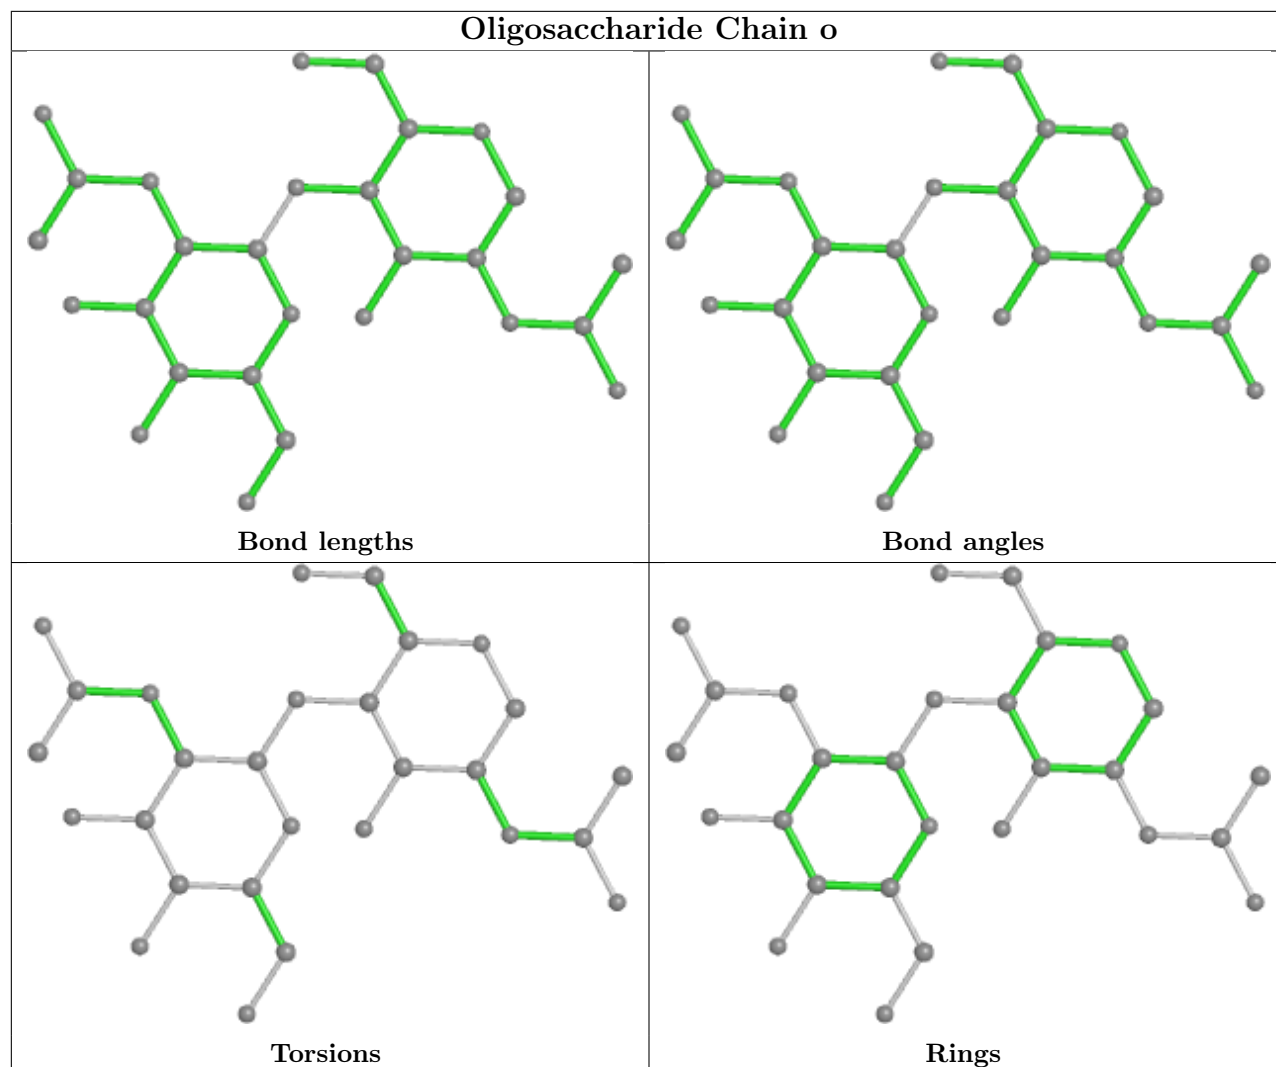 Oligosaccharide Chain o
Bond lengths
Bond angles
Torsions
Rings